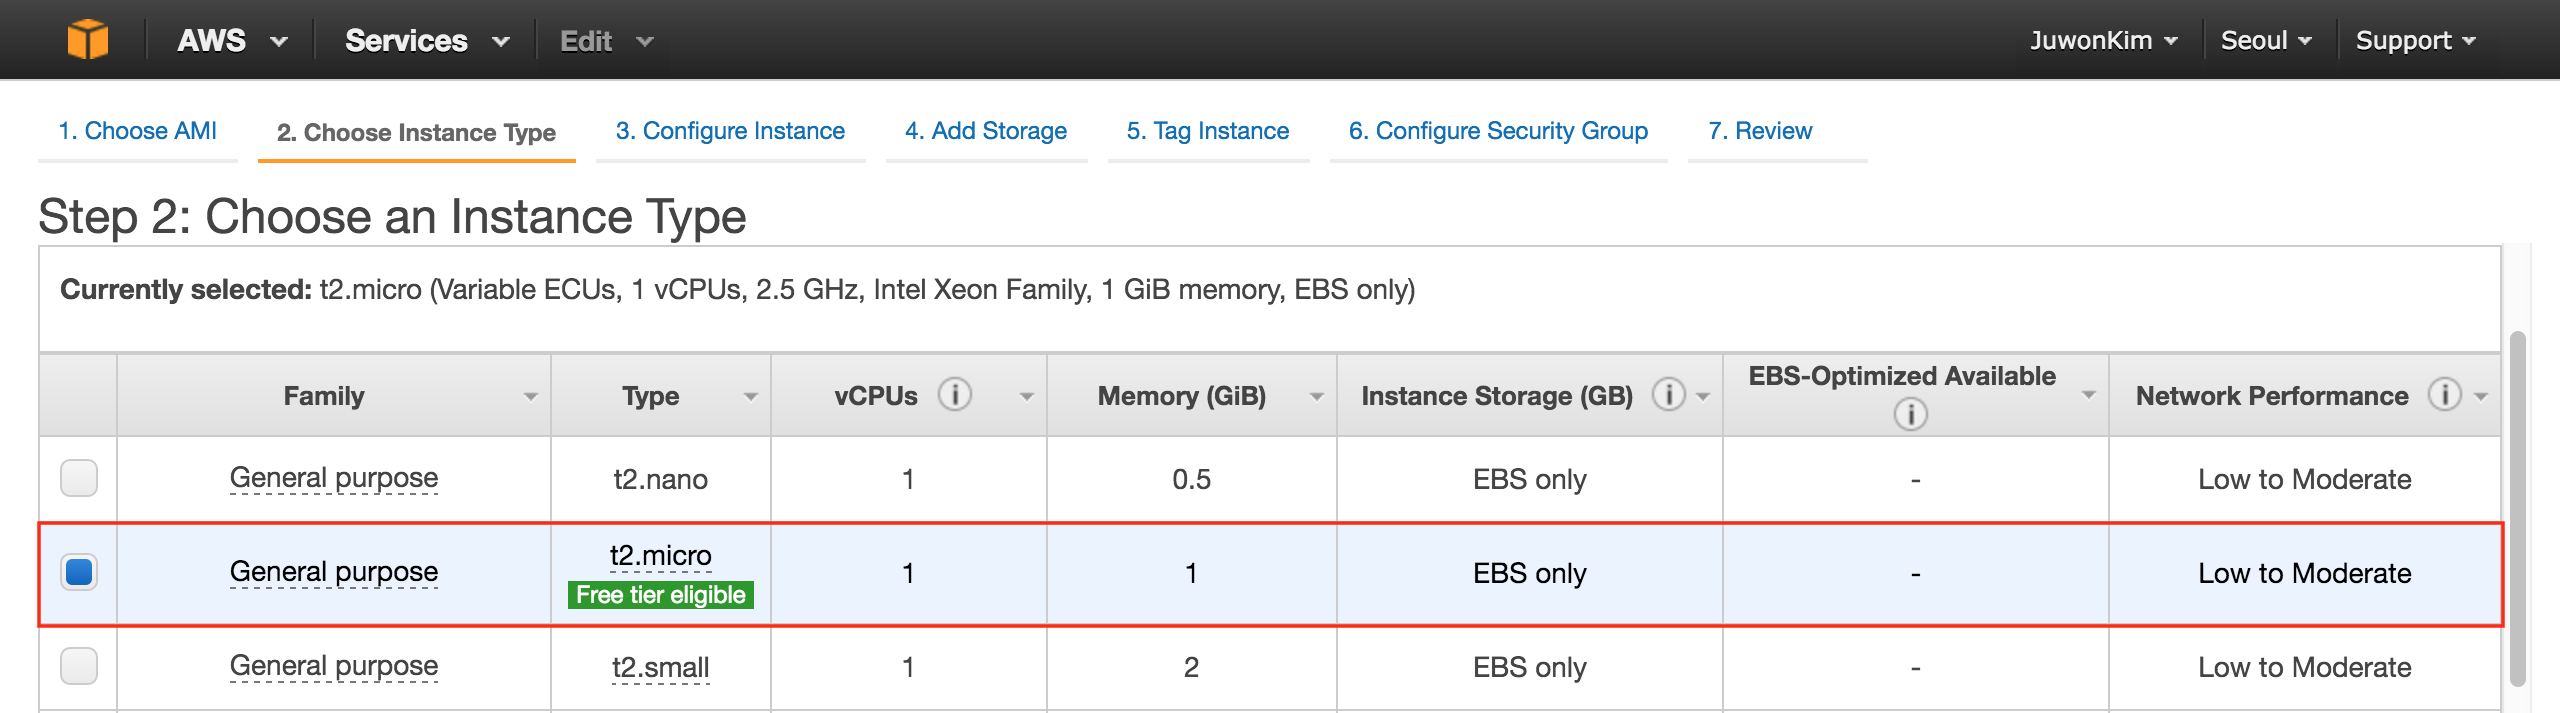 AWS Services Edit JuwonKim Seoul Support
1. Choose AMI 2. Choose Instance Type 3. Configure Instance 4. Add Storage 5. Tag Instance 6. Configure Security Group 7. Review
Step 2: Choose an Instance Type
Currently selected: t2.micro (Variable ECUs, 1 vCPUs, 2.5 GHz, Intel Xeon Family, 1 GiB memory, EBS only)
Family Type vCPUs i Memory (GiB) Instance Storage (GB) i EBS-Optimized Available i Network Performance i
General purpose t2.nano 1 0.5 EBS only - Low to Moderate
General purpose t2.micro Free tier eligible 1 1 EBS only - Low to Moderate
General purpose t2.small 1 2 EBS only - Low to Moderate